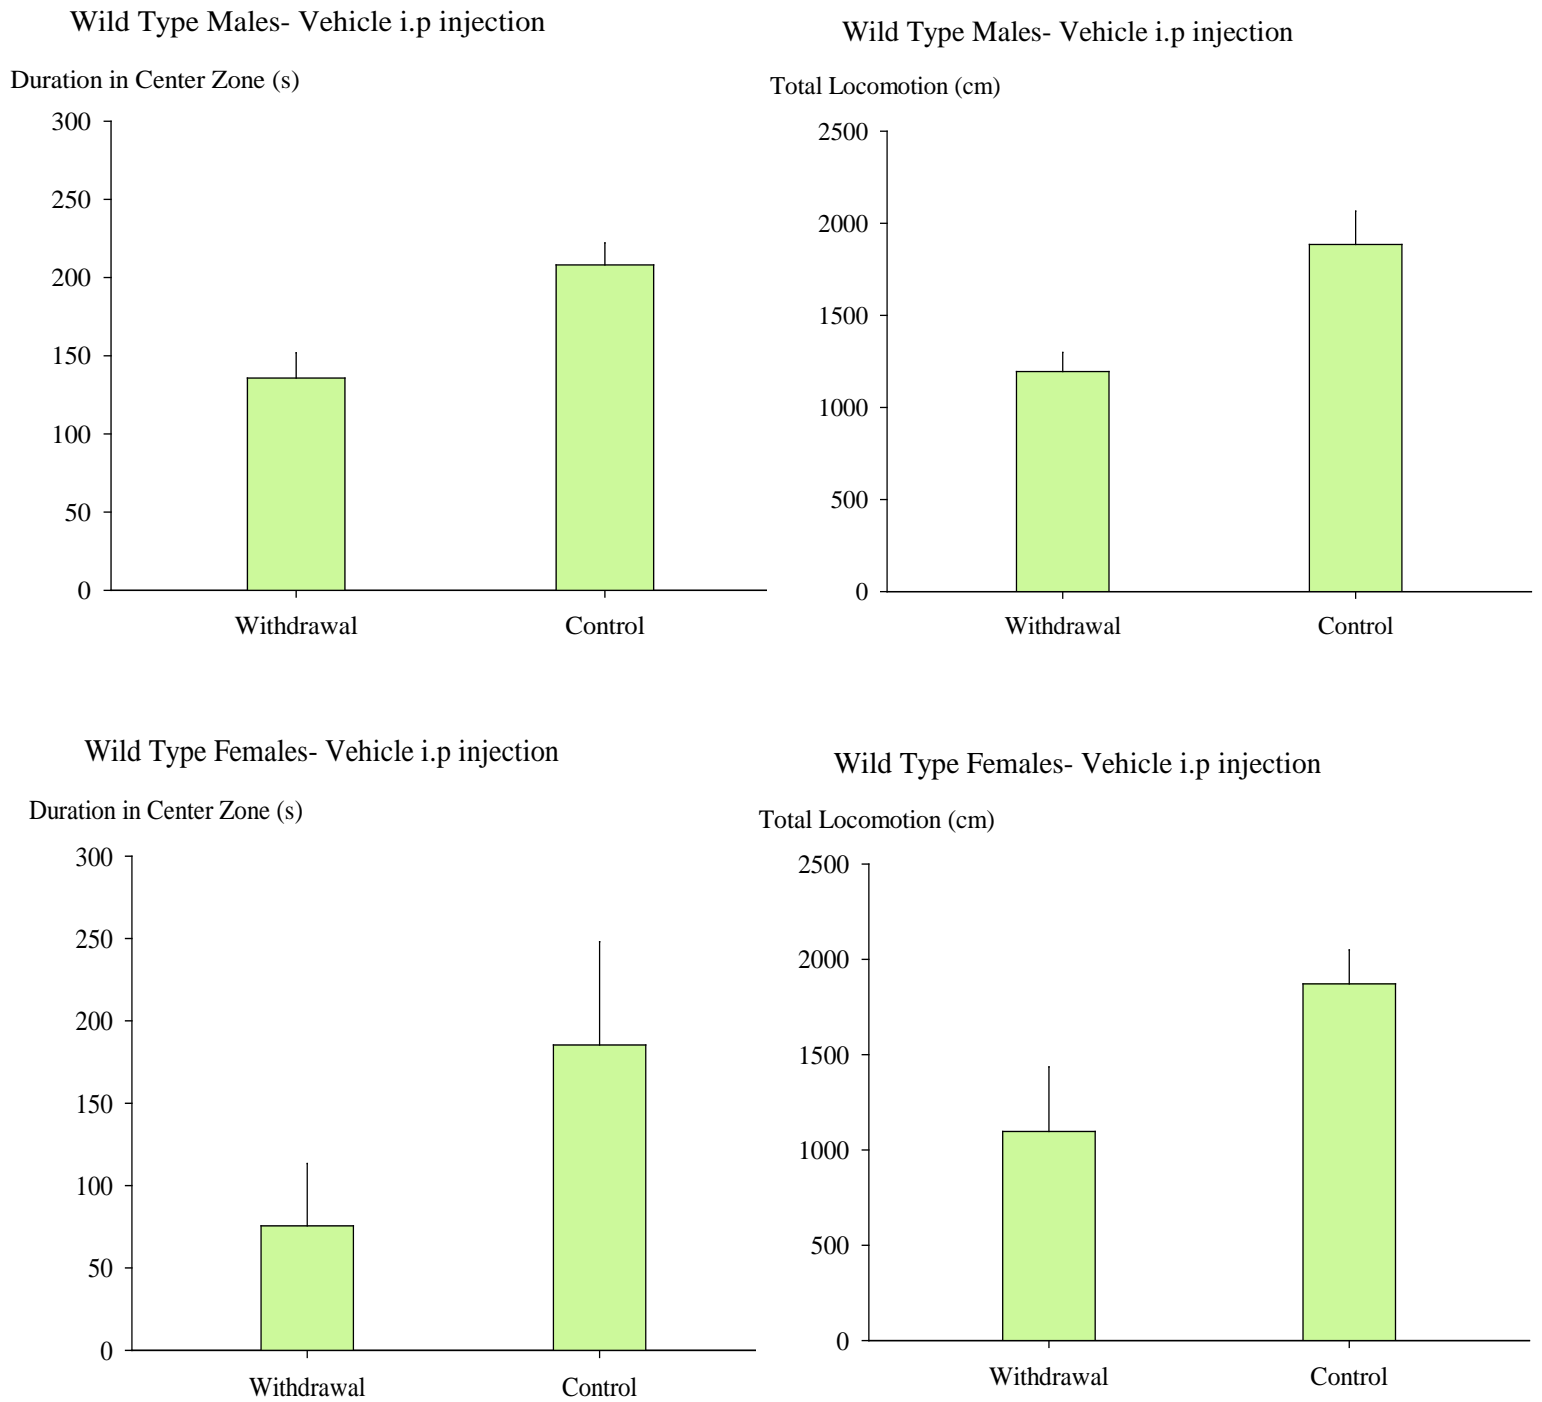 Wild Type Males- Vehicle i.p injection
Duration in Center Zone (s)
300
250
200
150
100
50
0
Withdrawal
Control
Wild Type Males- Vehicle i.p injection
Total Locomotion (cm)
2500
2000
1500
1000
500
0
Withdrawal
Control
Wild Type Females- Vehicle i.p injection
Duration in Center Zone (s)
300
250
200
150
100
50
0
Withdrawal
Control
Wild Type Females- Vehicle i.p injection
Total Locomotion (cm)
2500
2000
1500
1000
500
0
Withdrawal
Control